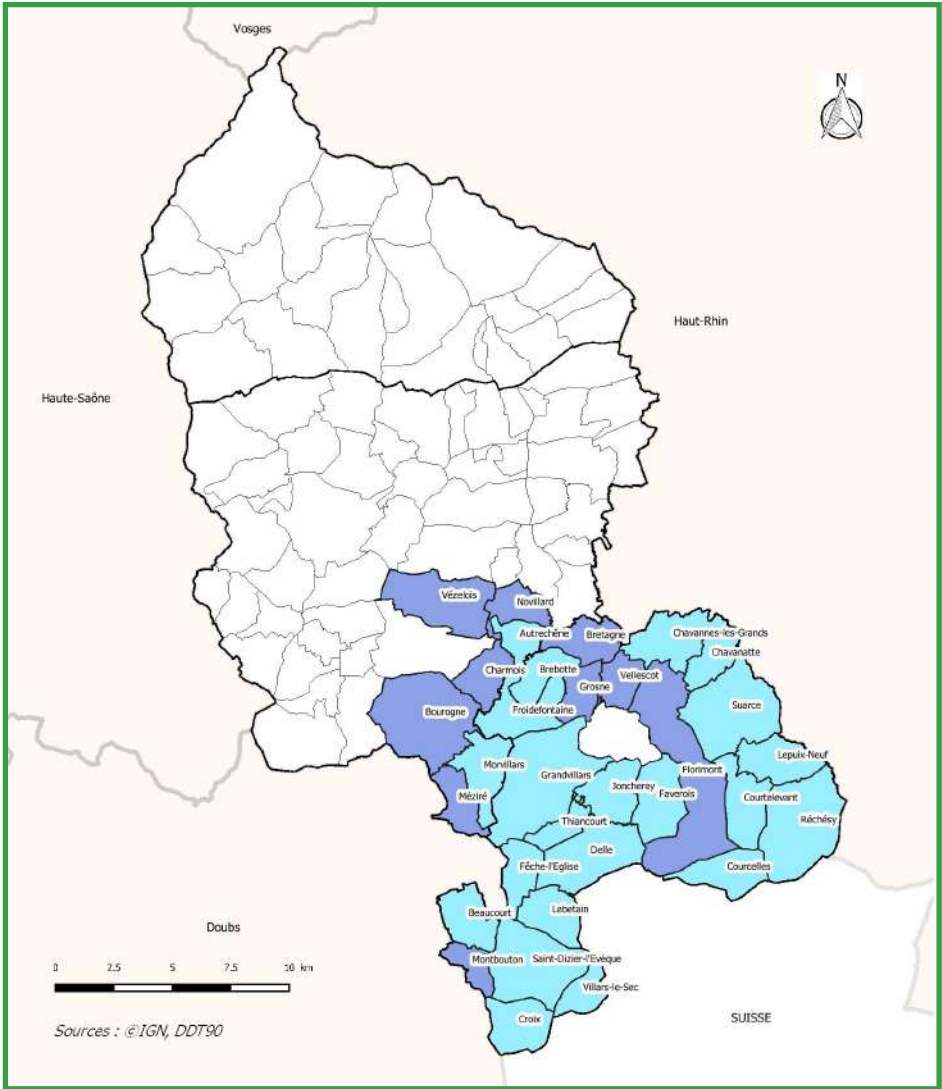 Vosges
N
Haut-Rhin
Haute-Saône
Vézelois
Novillard
Autrechêne
Bretagne
Chavannes-les-Grands
Chavanatte
Charmois
Brebotte
Vellescot
Grosne
Suarce
Bourogne
Froidefontaine
Lepuix-Neuf
Morvillars
Grandvillars
Florimont
Joncherey
Faverois
Courtelevant
Méziré
Réchésy
Thiancourt
Delle
Fêche-l'Eglise
Courcelles
Beaucourt
Lebetain
Doubs
Montbouton
Saint-Dizier-l'Evêque
0 2.5 5 7.5 10 km
Villars-le-Sec
Croix
SUISSE
Sources : ©IGN, DDT90